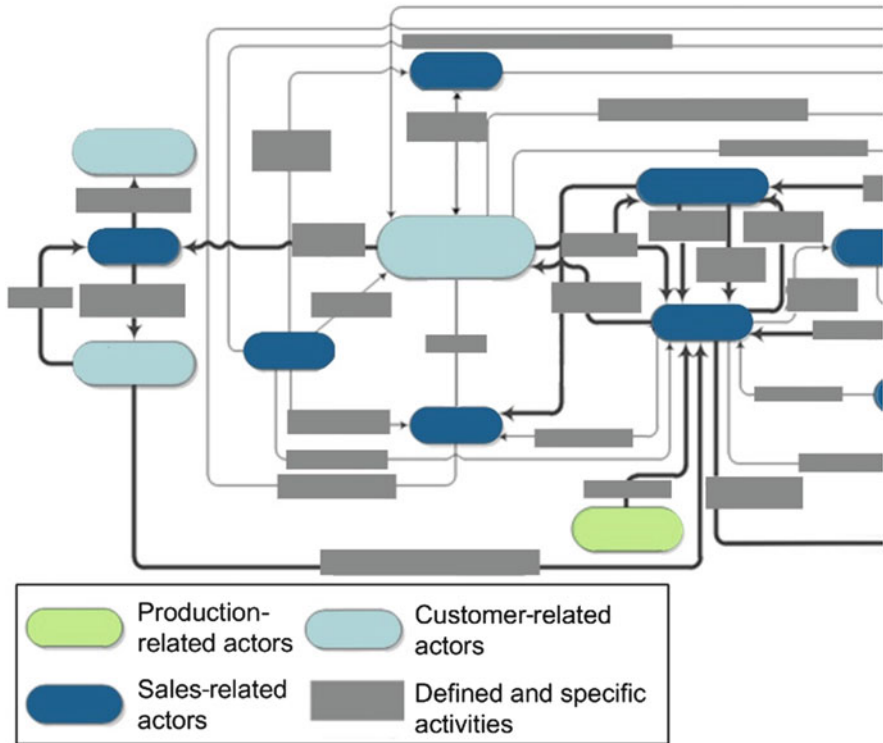 Production-
related actors
Customer-related
actors
Sales-related
actors
Defined and specific
activities